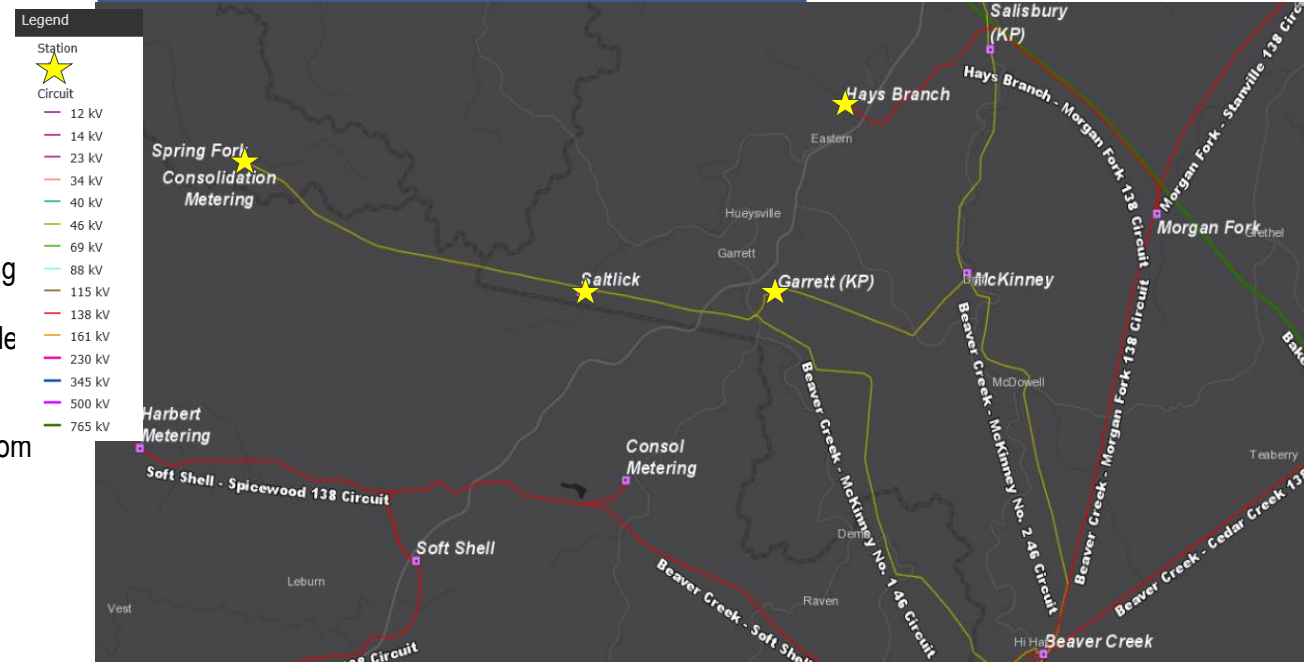 Legend
Station
Circuit
12 kV
14 kV
23 kV
34 kV
40 kV
46 kV
69 kV
88 kV
115 kV
138 kV
161 kV
230 kV
345 kV
500 kV
765 kV
g
om
Salisbury
(KP)
Hays Branch
Hays Branch - Morgan Fork 138 Circuit
Morgan Fork - Stanville 138
Eastern
Spring Fork
Consolidation
Metering
Hueysville
Morgan Fork
Garrett
Saltlick
Garrett (KP)
McKinney
Beaver Creek - McKinney No. 1 46 Circuit
Beaver Creek - McKinney No. 2 46 Circuit
Beaver Creek - Morgan Fork 138 Circuit
McDowell
Harbert
Metering
Soft Shell - Spicewood 138 Circuit
Consol
Metering
Teaberry
Beaver Creek - Cedar Creek
Soft Shell
Leburn
Vest
Beaver Creek - Soft
Raven
Beaver Creek
Circuit